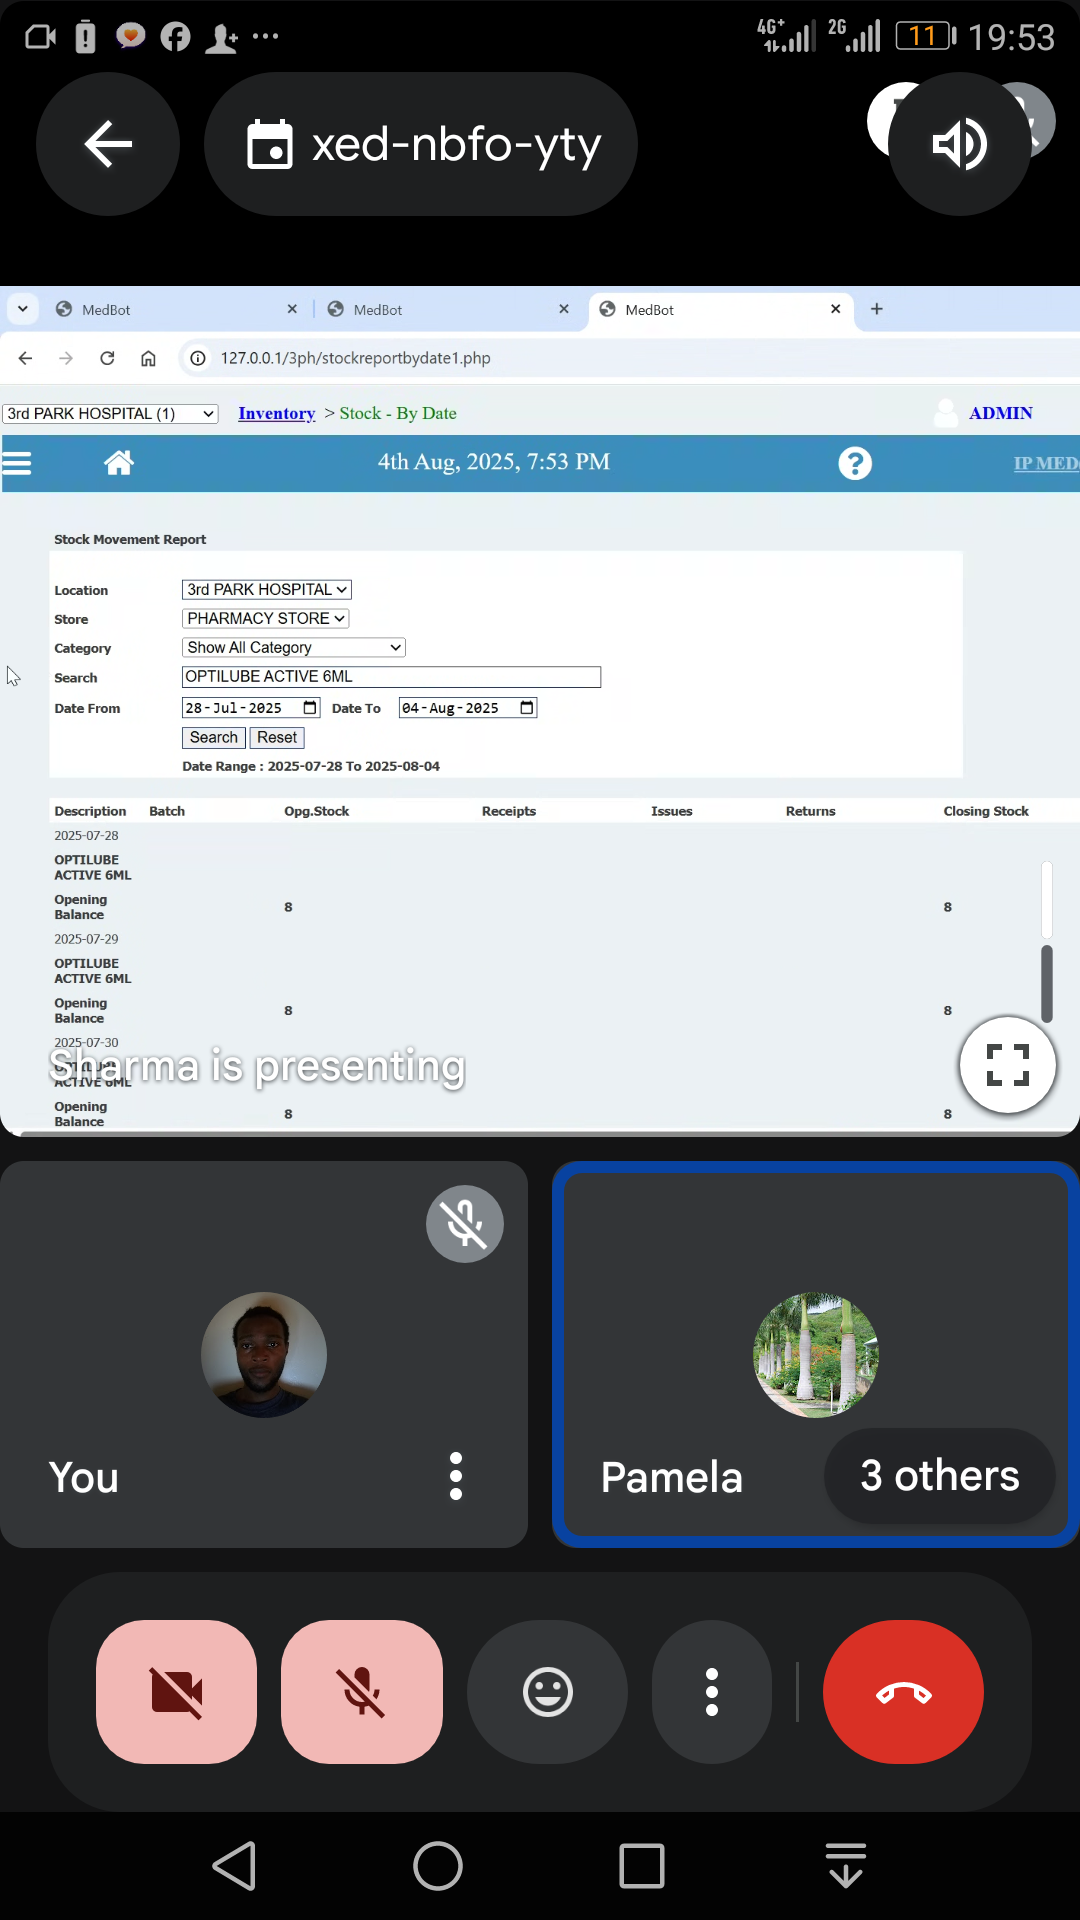 4G+ 2G 11 19:53
xed-nbfo-yty
MedBot MedBot MedBot
127.0.0.1/3ph/stockreportbydate1.php
3rd PARK HOSPITAL (1) Inventory > Stock - By Date ADMIN
4th Aug, 2025, 7:53 PM ? IP MED
Stock Movement Report
Location 3rd PARK HOSPITAL
Store PHARMACY STORE
Category Show All Category
Search OPTILUBE ACTIVE 6ML
Date From 28-Jul-2025 Date To 04-Aug-2025
Search Reset
Date Range : 2025-07-28 To 2025-08-04
Description Batch Opg.Stock Receipts Issues Returns Closing Stock
2025-07-28
OPTILUBE
ACTIVE 6ML
Opening
Balance 8 8
2025-07-29
OPTILUBE
ACTIVE 6ML
Opening
Balance 8 8
2025-07-30
OPTILUBE
ACTIVE 6ML
Sharma is presenting
Opening
Balance 8 8
You
Pamela
3 others